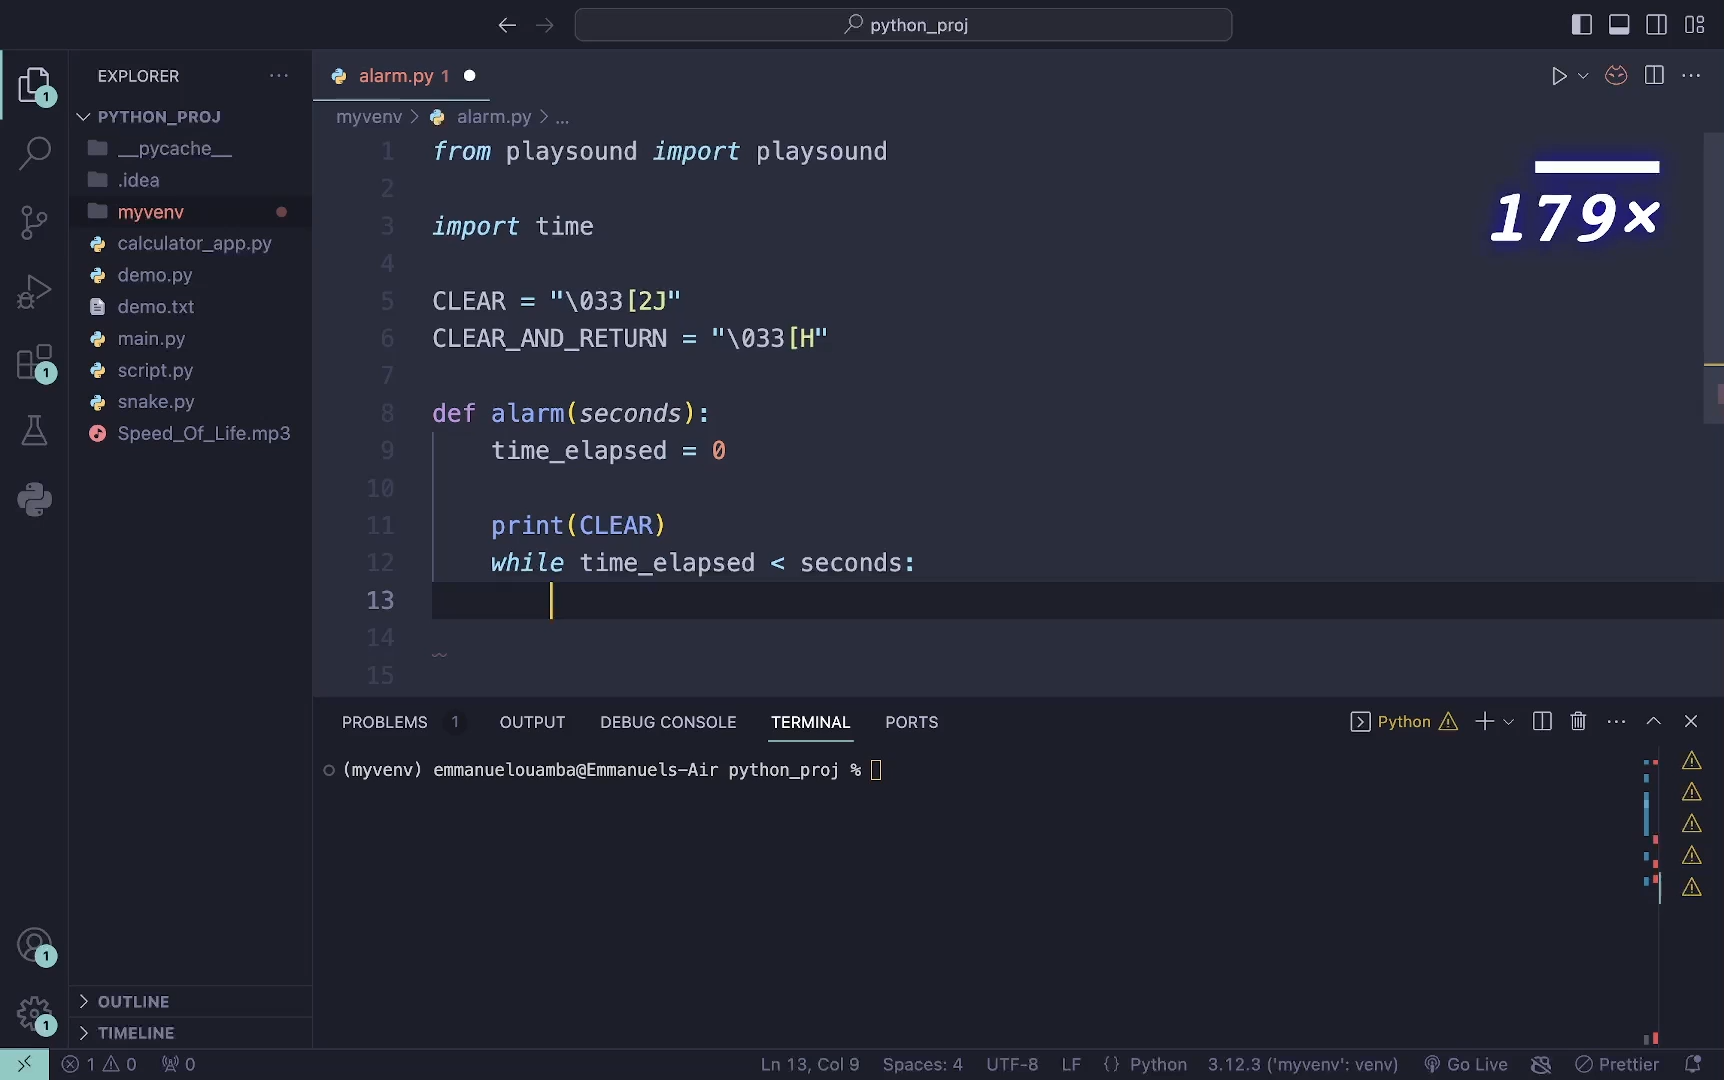 python_proj
EXPLORER
PYTHON_PROJ
__pycache__
.idea
myvenv
calculator_app.py
demo.py
demo.txt
main.py
script.py
snake.py
Speed_Of_Life.mp3
OUTLINE
TIMELINE
1
1
1
1
alarm.py 1
myvenv > alarm.py > ...
1 from playsound import playsound
2
3 import time
4
5 CLEAR = "\033[2J"
6 CLEAR_AND_RETURN = "\033[H"
7
8 def alarm(seconds):
9 time_elapsed = 0
10
11 print(CLEAR)
12 while time_elapsed < seconds:
13
14
15
179×
PROBLEMS 1 OUTPUT DEBUG CONSOLE TERMINAL PORTS
Python
(myvenv) emmanuelouamba@Emmanuels-Air python_proj %
1 0 0 Ln 13, Col 9 Spaces: 4 UTF-8 LF {} Python 3.12.3 ('myvenv': venv) Go Live Prettier